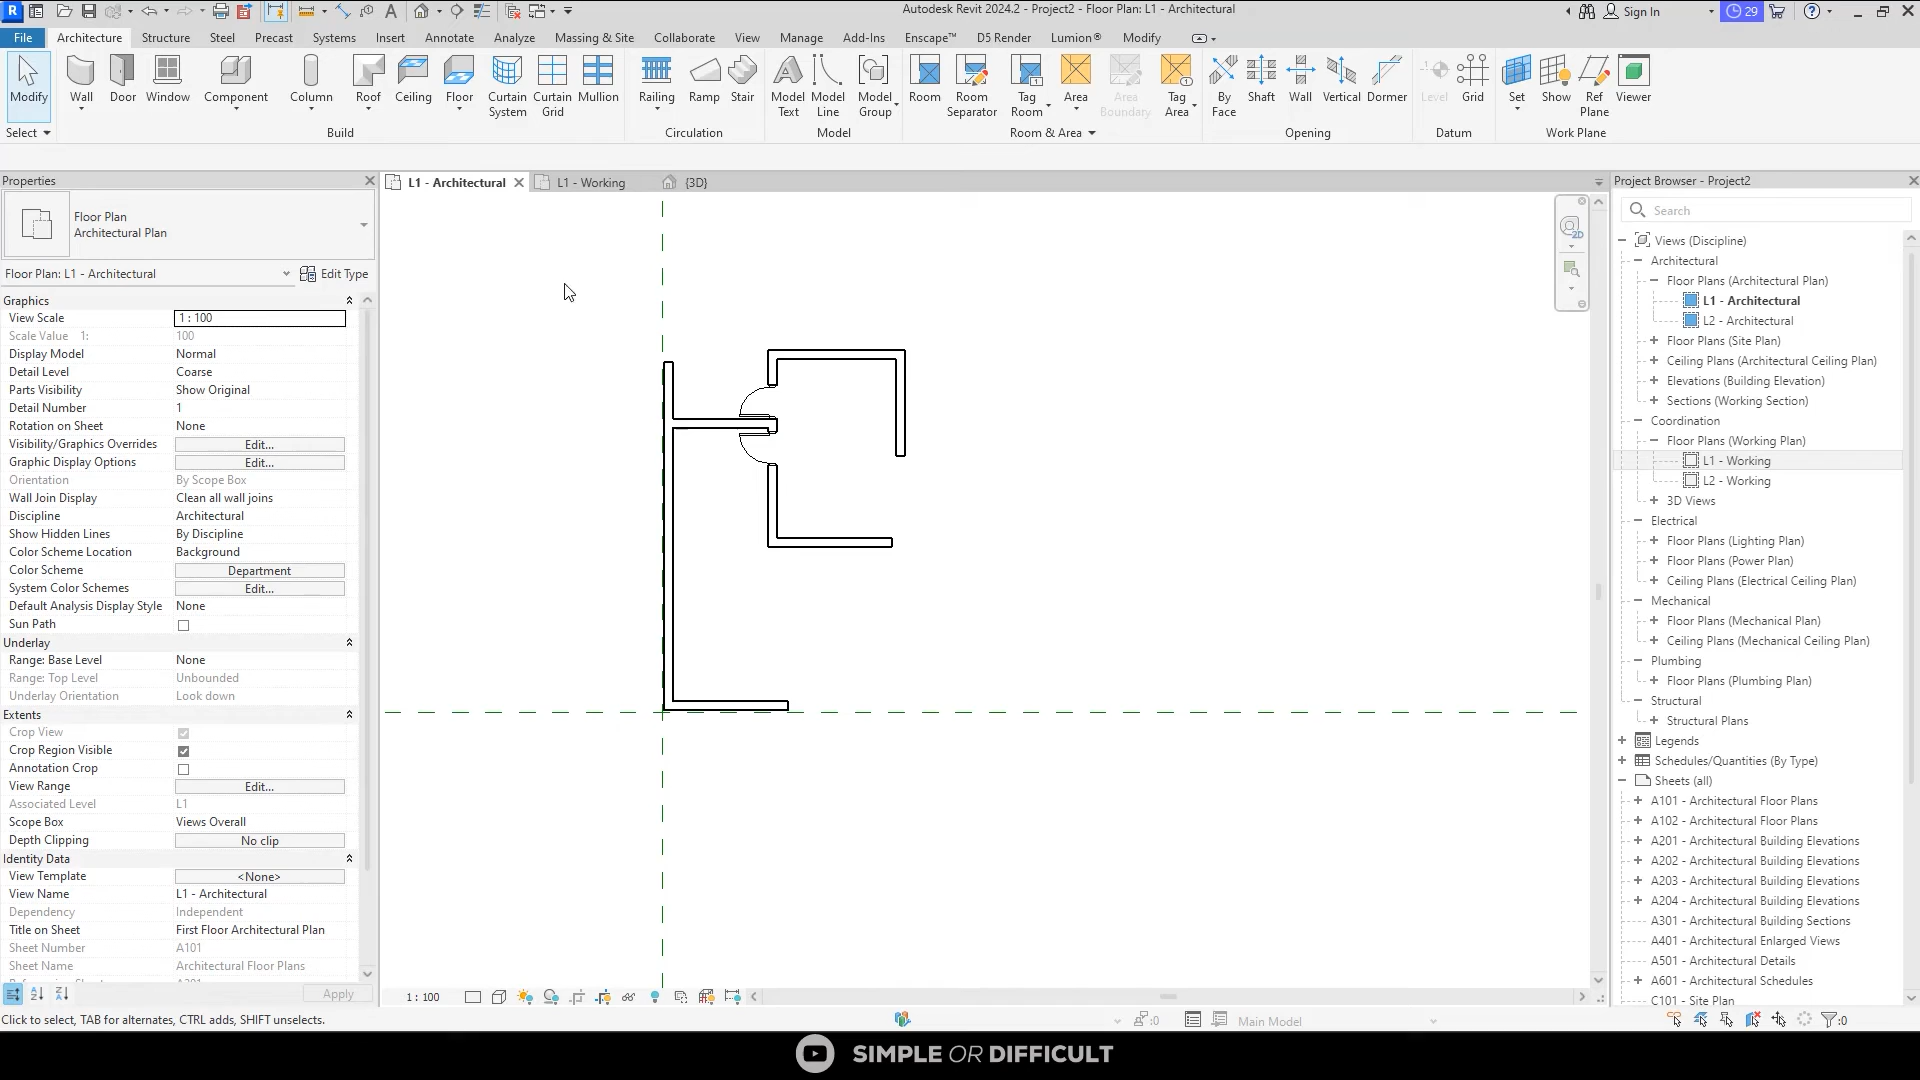 Autodesk Revit 2024.2 - Project2 - Floor Plan: L1 - Architectural
Sign In
29
File Architecture Structure Steel Precast Systems Insert Annotate Analyze Massing & Site Collaborate View Manage Add-Ins Enscape™ D5 Render Lumion® Modify
Modify Wall Door Window Component Column Roof Ceiling Floor Curtain System Curtain Grid Mullion Railing Ramp Stair Model Text Model Line Model Group Room Room Separator Tag Room Area Area Boundary Tag Area By Face Shaft Wall Vertical Dormer Level Grid Set Show Ref Plane Viewer
Select Build Circulation Model Room & Area Opening Datum Work Plane
Properties
Floor Plan
Architectural Plan
Floor Plan: L1 - Architectural Edit Type
Graphics
View Scale 1 : 100
Scale Value 1: 100
Display Model Normal
Detail Level Coarse
Parts Visibility Show Original
Detail Number 1
Rotation on Sheet None
Visibility/Graphics Overrides Edit...
Graphic Display Options Edit...
Orientation By Scope Box
Wall Join Display Clean all wall joins
Discipline Architectural
Show Hidden Lines By Discipline
Color Scheme Location Background
Color Scheme Department
System Color Schemes Edit...
Default Analysis Display Style None
Sun Path
Underlay
Range: Base Level None
Range: Top Level Unbounded
Underlay Orientation Look down
Extents
Crop View
Crop Region Visible
Annotation Crop
View Range Edit...
Associated Level L1
Scope Box Views Overall
Depth Clipping No clip
Identity Data
View Template <None>
View Name L1 - Architectural
Dependency Independent
Title on Sheet First Floor Architectural Plan
Sheet Number A101
Sheet Name Architectural Floor Plans
Apply
L1 - Architectural L1 - Working {3D}
2D
1 : 100
Project Browser - Project2
Search
Views (Discipline)
Architectural
Floor Plans (Architectural Plan)
L1 - Architectural
L2 - Architectural
Floor Plans (Site Plan)
Ceiling Plans (Architectural Ceiling Plan)
Elevations (Building Elevation)
Sections (Working Section)
Coordination
Floor Plans (Working Plan)
L1 - Working
L2 - Working
3D Views
Electrical
Floor Plans (Lighting Plan)
Floor Plans (Power Plan)
Ceiling Plans (Electrical Ceiling Plan)
Mechanical
Floor Plans (Mechanical Plan)
Ceiling Plans (Mechanical Ceiling Plan)
Plumbing
Floor Plans (Plumbing Plan)
Structural
Structural Plans
Legends
Schedules/Quantities (By Type)
Sheets (all)
A101 - Architectural Floor Plans
A102 - Architectural Floor Plans
A201 - Architectural Building Elevations
A202 - Architectural Building Elevations
A203 - Architectural Building Elevations
A204 - Architectural Building Elevations
A301 - Architectural Building Sections
A401 - Architectural Enlarged Views
A501 - Architectural Details
A601 - Architectural Schedules
C101 - Site Plan
Click to select, TAB for alternates, CTRL adds, SHIFT unselects.
:0
Main Model
:0
SIMPLE OR DIFFICULT